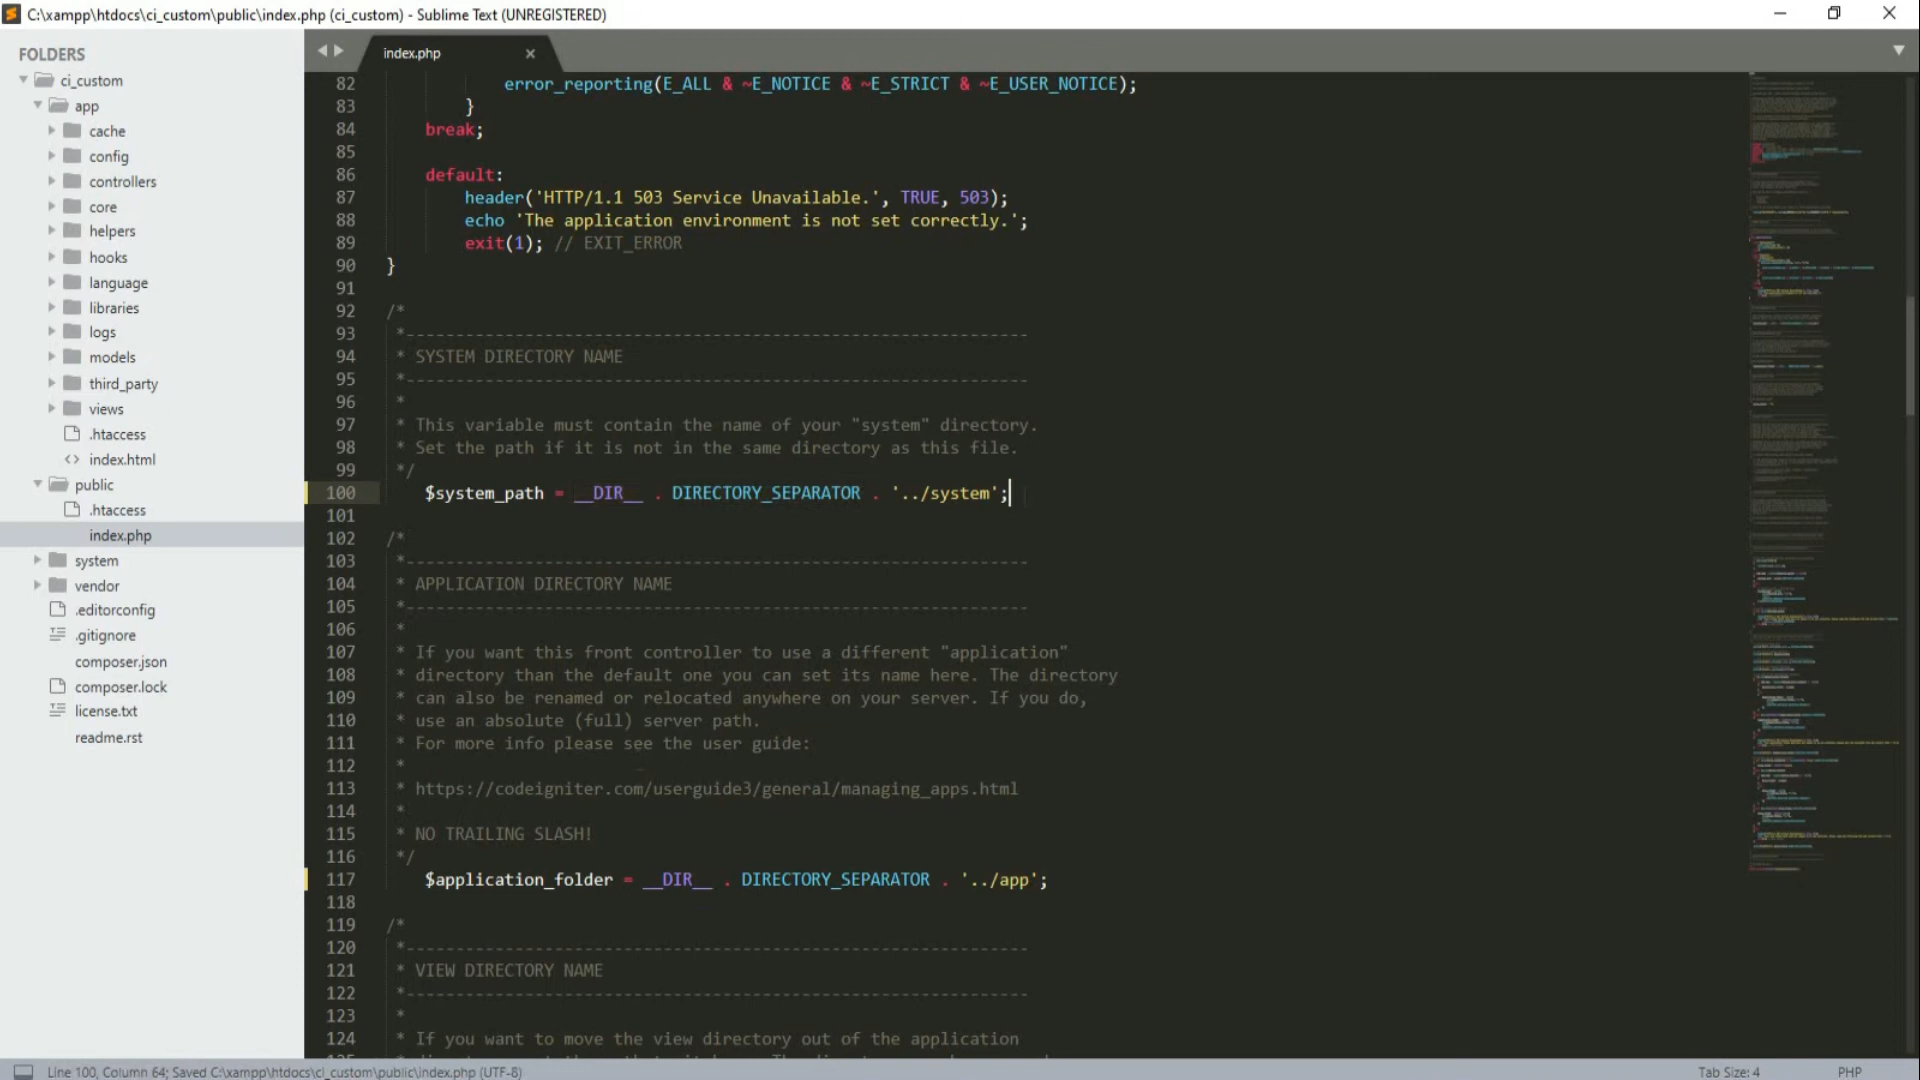 C:\xampp\htdocs\ci_custom\public\index.php (ci_custom) - Sublime Text (UNREGISTERED)
FOLDERS
ci_custom
app
cache
config
controllers
core
helpers
hooks
language
libraries
logs
models
third_party
views
.htaccess
<> index.html
public
.htaccess
index.php
system
vendor
.editorconfig
.gitignore
composer.json
composer.lock
license.txt
readme.rst
index.php ×
82 error_reporting(E_ALL & ~E_NOTICE & ~E_STRICT & ~E_USER_NOTICE);
83 }
84 break;
85
86 default:
87 header('HTTP/1.1 503 Service Unavailable.', TRUE, 503);
88 echo 'The application environment is not set correctly.';
89 exit(1); // EXIT_ERROR
90 }
91
92 /*
93 *---------------------------------------------------------------
94 * SYSTEM DIRECTORY NAME
95 *---------------------------------------------------------------
96 *
97 * This variable must contain the name of your "system" directory.
98 * Set the path if it is not in the same directory as this file.
99 */
100 $system_path = __DIR__ . DIRECTORY_SEPARATOR . '../system';
101
102 /*
103 *---------------------------------------------------------------
104 * APPLICATION DIRECTORY NAME
105 *---------------------------------------------------------------
106 *
107 * If you want this front controller to use a different "application"
108 * directory than the default one you can set its name here. The directory
109 * can also be renamed or relocated anywhere on your server. If you do,
110 * use an absolute (full) server path.
111 * For more info please see the user guide:
112 *
113 * https://codeigniter.com/userguide3/general/managing_apps.html
114 *
115 * NO TRAILING SLASH!
116 */
117 $application_folder = __DIR__ . DIRECTORY_SEPARATOR . '../app';
118
119 /*
120 *---------------------------------------------------------------
121 * VIEW DIRECTORY NAME
122 *---------------------------------------------------------------
123 *
124 * If you want to move the view directory out of the application
Line 100, Column 64; Saved C:\xampp\htdocs\ci_custom\public\index.php (UTF-8)
Tab Size: 4
PHP